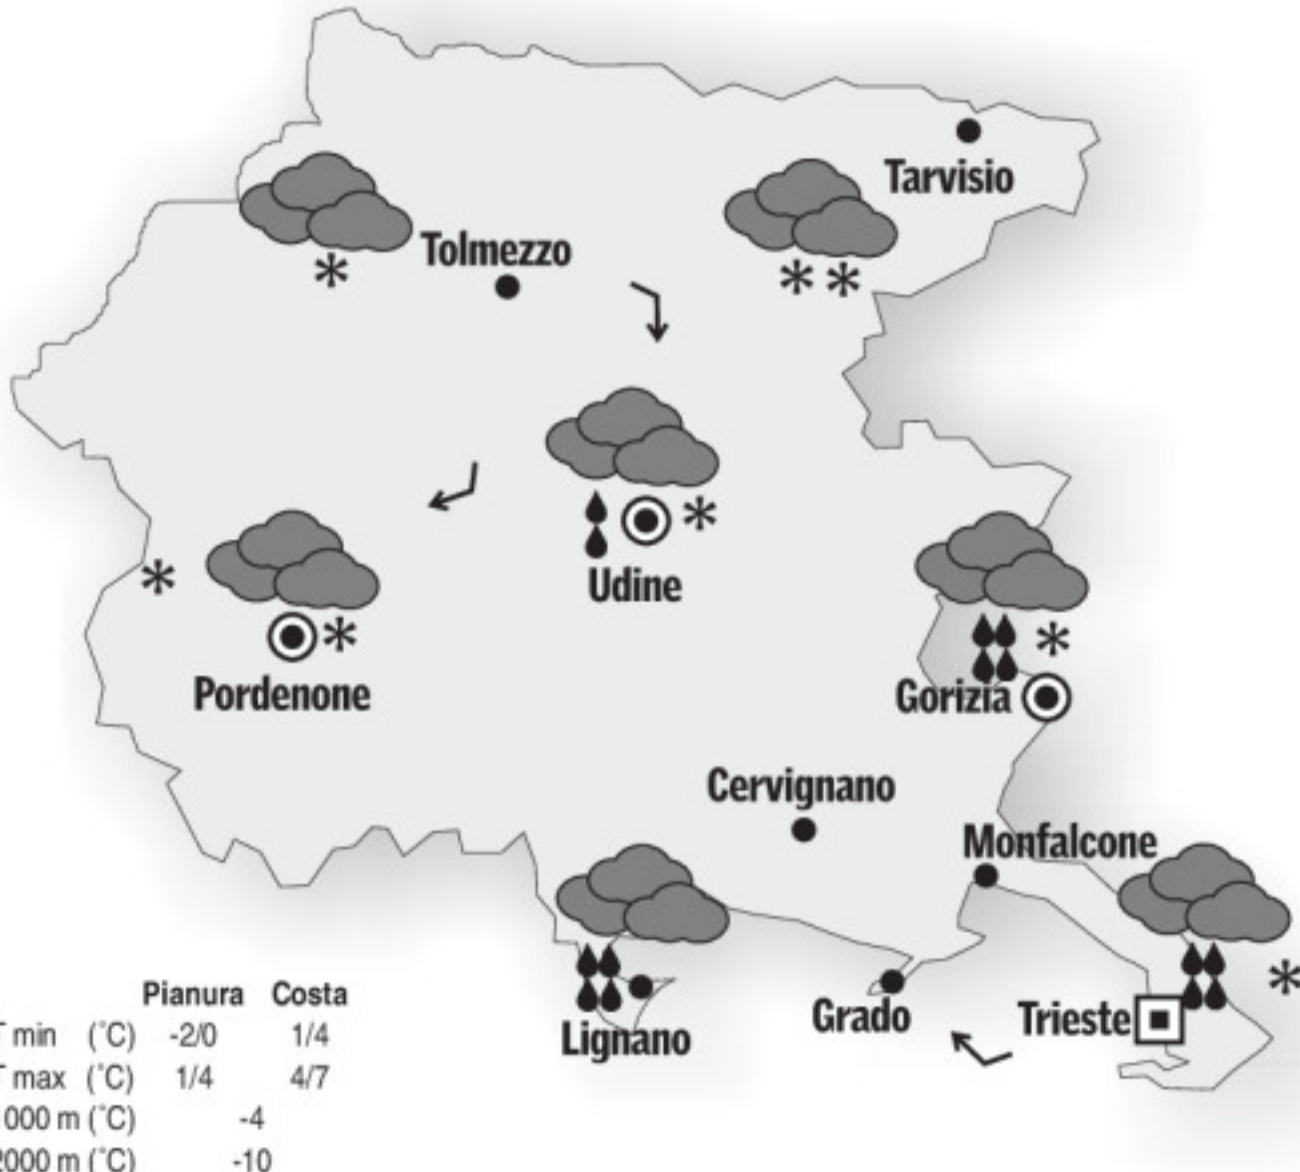 Tarvisio
Tolmezzo
Udine
Pordenone
Gorizia
Cervignano
Monfalcone
Lignano
Grado
Trieste
Pianura Costa
T min (°C) -2/0 1/4
T max (°C) 1/4 4/7
000 m (°C) -4
2000 m (°C) -10